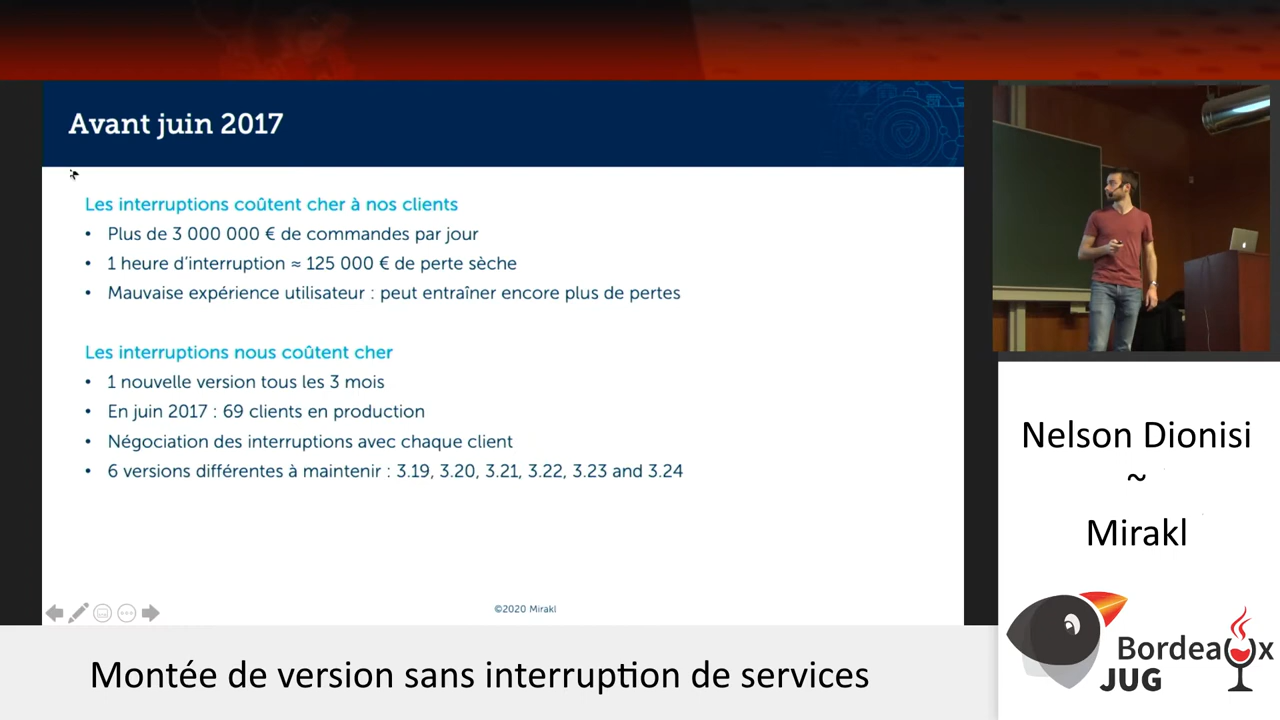 Avant juin 2017
Les interruptions coûtent cher à nos clients
• Plus de 3 000 000 € de commandes par jour
• 1 heure d’interruption ≈ 125 000 € de perte sèche
• Mauvaise expérience utilisateur : peut entraîner encore plus de pertes
Les interruptions nous coûtent cher
• 1 nouvelle version tous les 3 mois
• En juin 2017 : 69 clients en production
• Négociation des interruptions avec chaque client
• 6 versions différentes à maintenir : 3.19, 3.20, 3.21, 3.22, 3.23 and 3.24
©2020 Mirakl
Nelson Dionisi
~
Mirakl
Bordeaux
JUG
Montée de version sans interruption de services